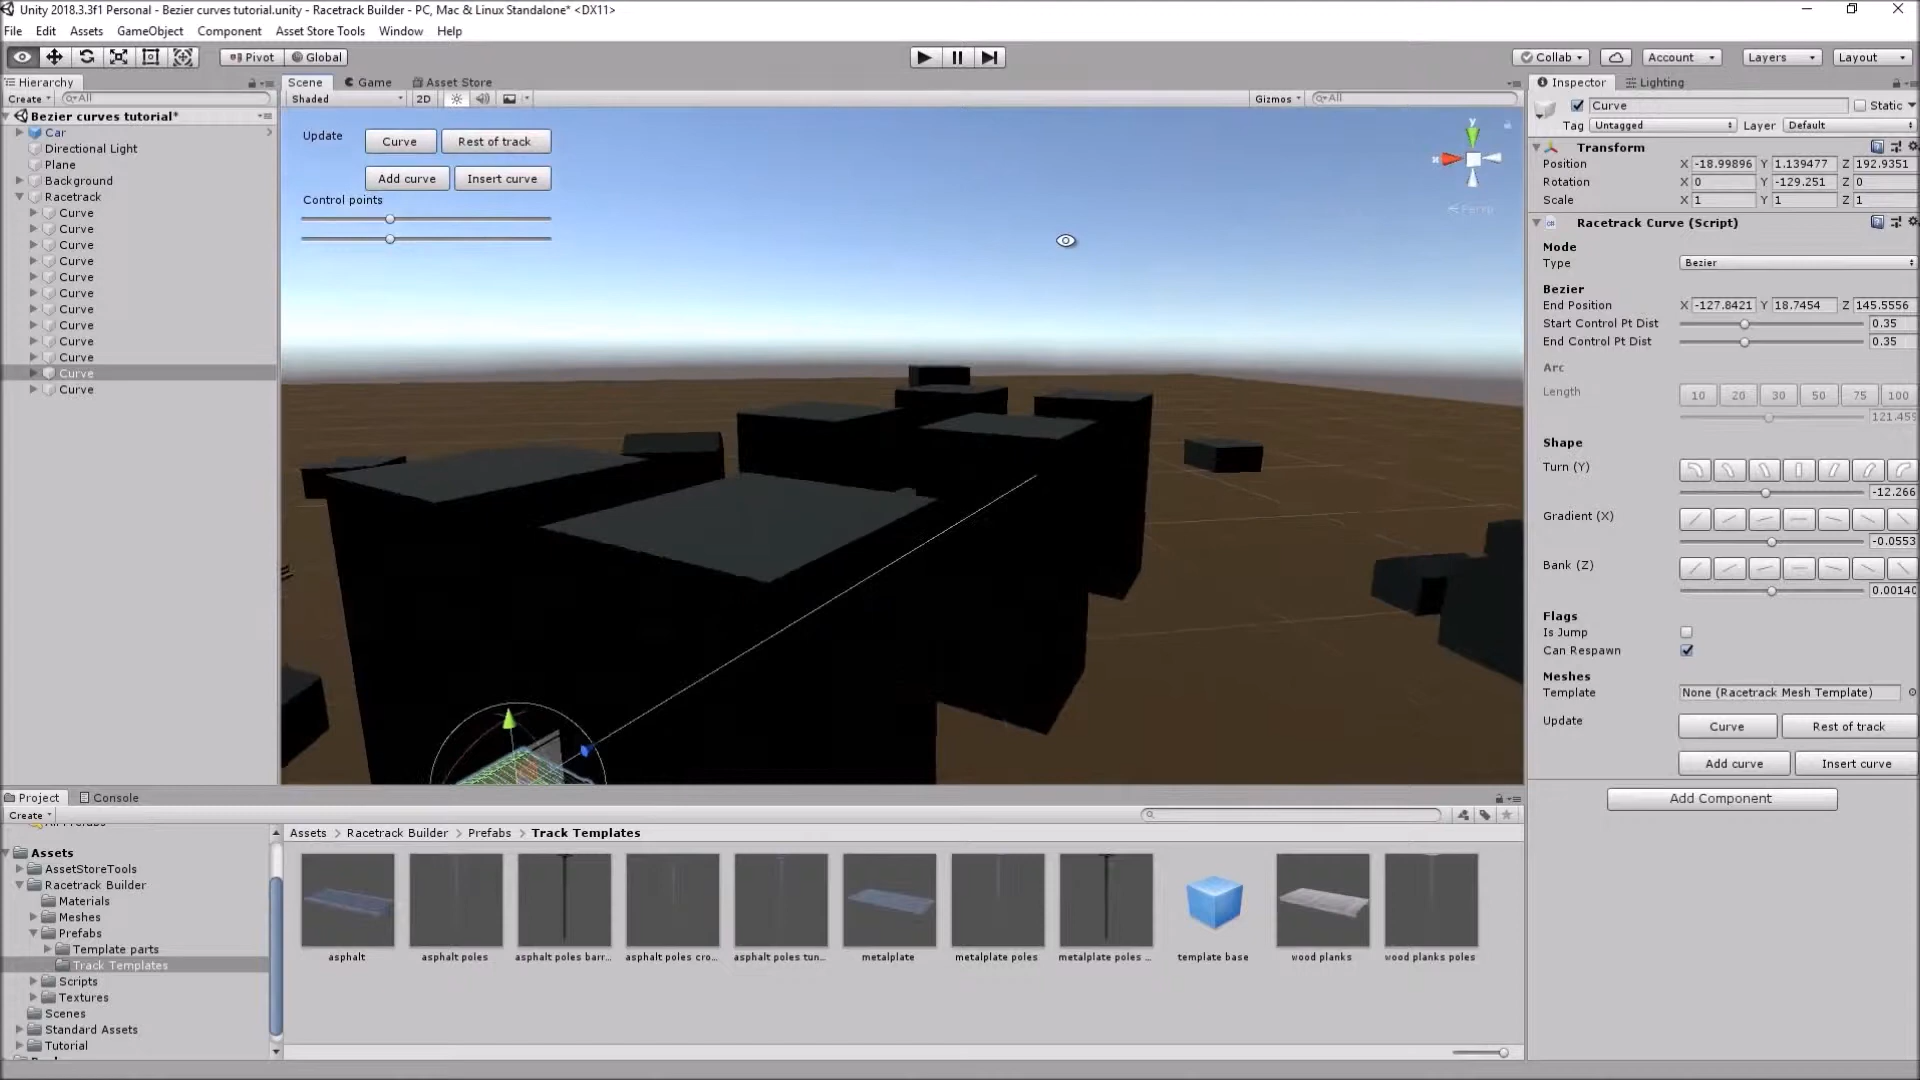 Unity 2018.3.3f1 Personal - Bezier curves tutorial.unity - Racetrack Builder - PC, Mac & Linux Standalone* <DX11>
File Edit Assets GameObject Component Asset Store Tools Window Help
Pivot Global Collab Account Layers Layout
Hierarchy
Create All
Bezier curves tutorial*
Car
Directional Light
Plane
Background
Racetrack
Curve
Curve
Curve
Curve
Curve
Curve
Curve
Curve
Curve
Curve
Curve
Curve
Scene Game Asset Store
Shaded 2D Gizmos All
Update Curve Rest of track
Add curve Insert curve
Control points
y
x
Persp
Inspector Lighting
Curve Static
Tag Untagged Layer Default
Transform
Position X -18.99896 Y 1.139477 Z 192.9351
Rotation X 0 Y -129.251 Z 0
Scale X 1 Y 1 Z 1
Racetrack Curve (Script)
Mode
Type Bezier
Bezier
End Position X -127.8421 Y 18.7454 Z 145.5556
Start Control Pt Dist 0.35
End Control Pt Dist 0.35
Arc
Length 10 20 30 50 75 100
121.459
Shape
Turn (Y)
-12.266
Gradient (X)
-0.0553
Bank (Z)
0.00140
Flags
Is Jump
Can Respawn
Meshes
Template None (Racetrack Mesh Template)
Update Curve Rest of track
Add curve Insert curve
Add Component
Project Console
Create
All Prefabs
Assets
AssetStoreTools
Racetrack Builder
Materials
Meshes
Prefabs
Template parts
Track Templates
Scripts
Textures
Scenes
Standard Assets
Tutorial
Assets > Racetrack Builder > Prefabs > Track Templates
asphalt asphalt poles asphalt poles barr... asphalt poles cro... asphalt poles tun... metalplate metalplate poles metalplate poles ... template base wood planks wood planks poles